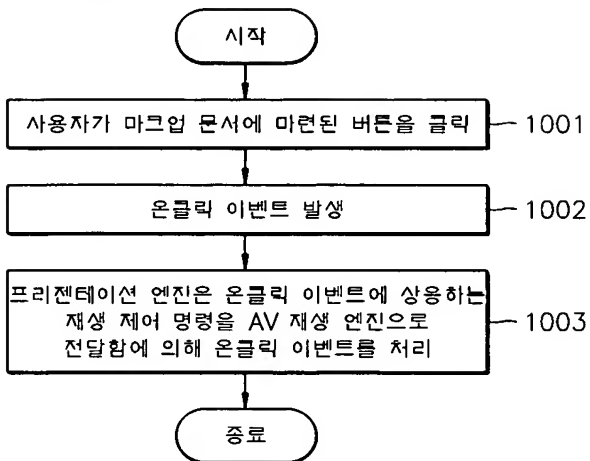 시작
사용자가 마크업 문서에 마련된 버튼을 클릭
1001
온클릭 이벤트 발생
1002
프리젠테이션 엔진은 온클릭 이벤트에 상용하는
재생 제어 명령을 AV 재생 엔진으로
전달함에 의해 온클릭 이벤트를 처리
1003
종료